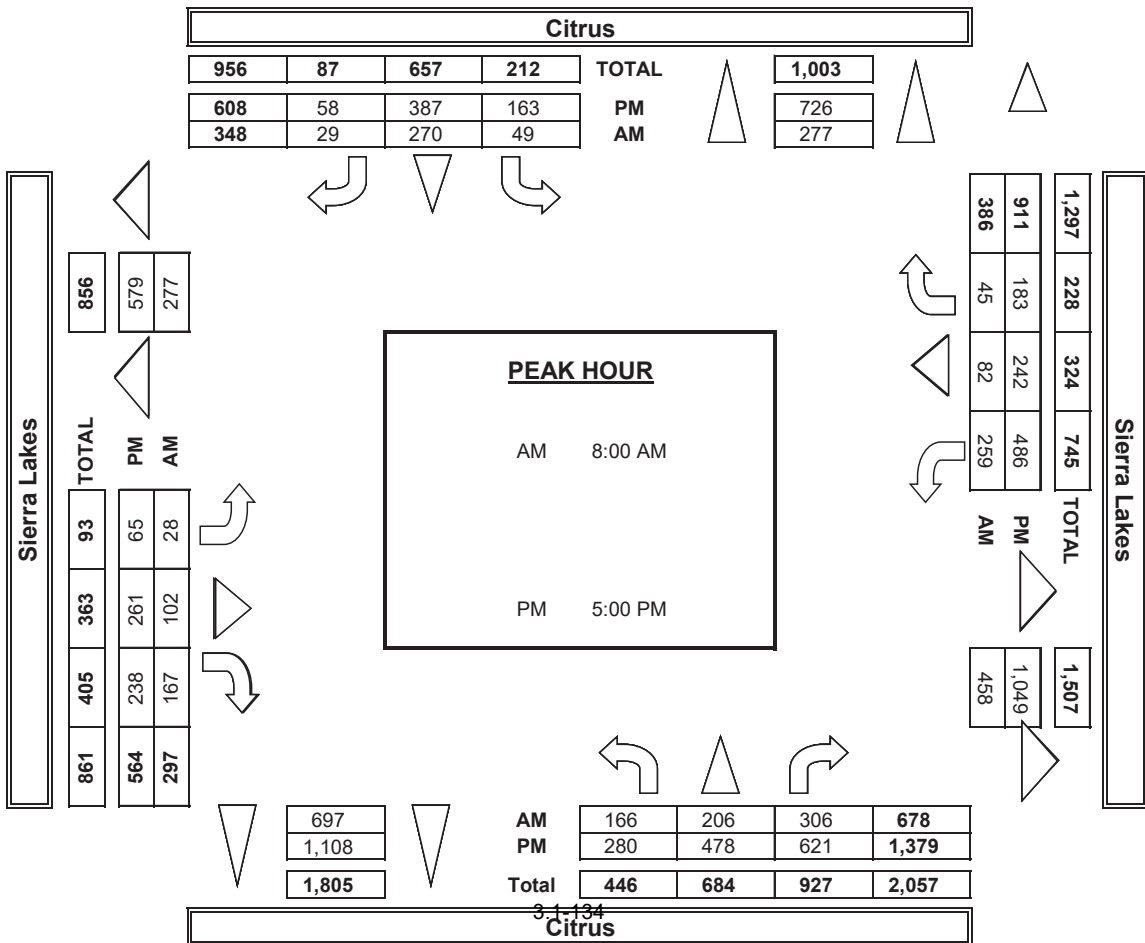 Citrus
956 87 657 212 TOTAL 1,003
608 58 387 163 PM 726
348 29 270 49 AM 277
Sierra Lakes
856 579 277
TOTAL PM AM
93 65 28
363 261 102
405 238 167
861 564 297
PEAK HOUR
AM 8:00 AM
PM 5:00 PM
386 911 1,297
45 183 228
82 242 324
259 486 745
AM PM TOTAL
458 1,049 1,507
Sierra Lakes
697 AM 166 206 306 678
1,108 PM 280 478 621 1,379
1,805 Total 446 684 927 2,057
3.1-134
Citrus